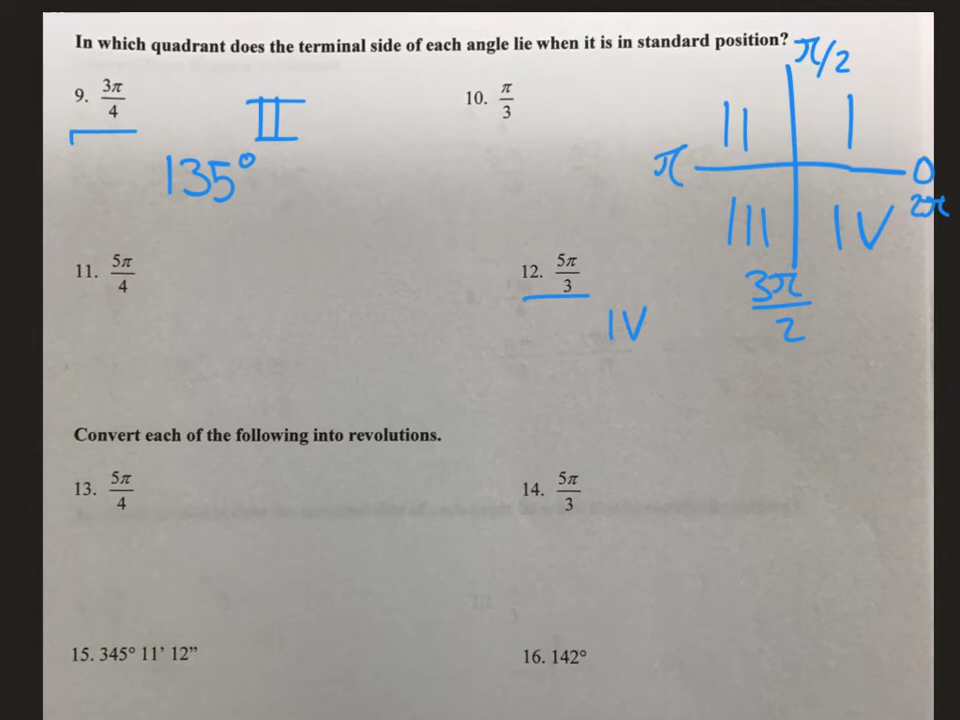 In which quadrant does the terminal side of each angle lie when it is in standard position?
π/2
9. 3π/4
II
10. π/3
II
I
135°
π
0
2π
III
IV
11. 5π/4
12. 5π/3
3π/2
IV
Convert each of the following into revolutions.
13. 5π/4
14. 5π/3
15. 345° 11’ 12”
16. 142°